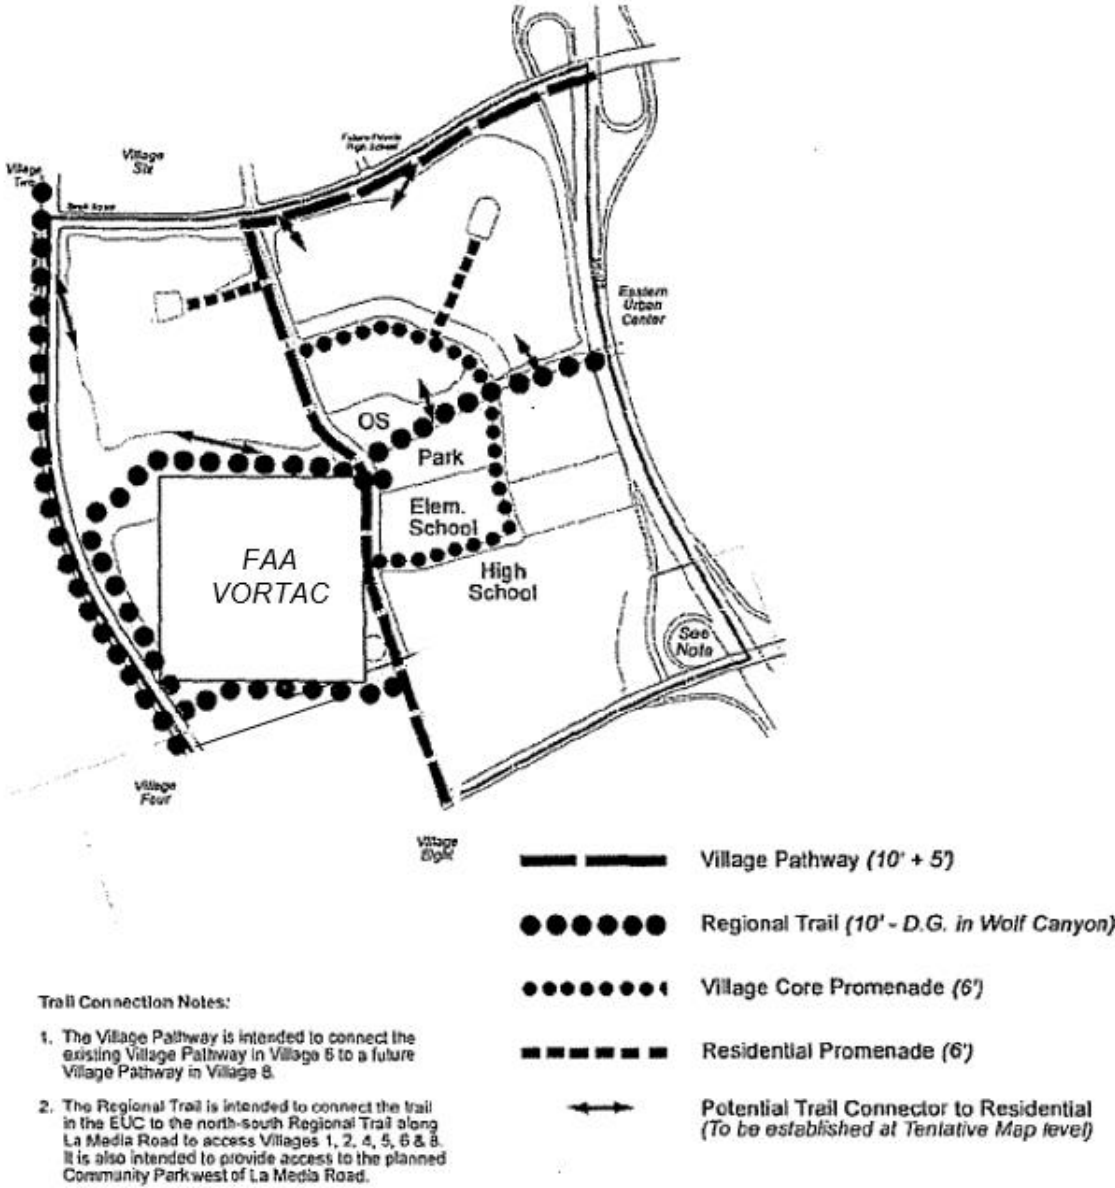 Village
Six
Future Private
High School
Village
Two
Eastern
Urban
Center
OS
Park
Elem.
School
FAA
VORTAC
High
School
See
Note
Village
Four
Village
Eight
Village Pathway (10' + 5')
Regional Trail (10' - D.G. in Wolf Canyon)
Village Core Promenade (6')
Residential Promenade (6')
Potential Trail Connector to Residential
(To be established at Tentative Map level)
Trail Connection Notes:
1. The Village Pathway is intended to connect the
existing Village Pathway in Village 6 to a future
Village Pathway in Village 8.
2. The Regional Trail is intended to connect the trail
in the EUC to the north-south Regional Trail along
La Media Road to access Villages 1, 2, 4, 5, 6 & 8.
It is also intended to provide access to the planned
Community Park west of La Media Road.